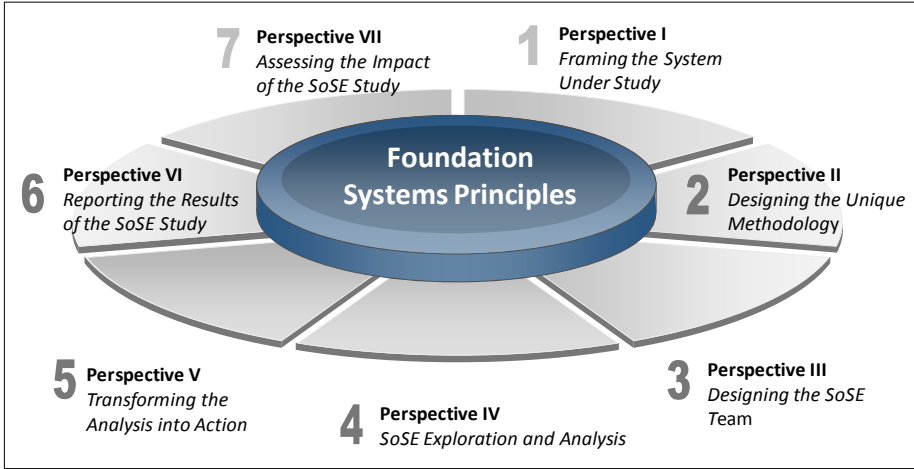 Foundation
Systems Principles
1
Perspective I
Framing the System
Under Study
2
Perspective II
Designing the Unique
Methodology
3
Perspective III
Designing the SoSE
Team
4
Perspective IV
SoSE Exploration and Analysis
5
Perspective V
Transforming the
Analysis into Action
6
Perspective VI
Reporting the Results
of the SoSE Study
7
Perspective VII
Assessing the Impact
of the SoSE Study